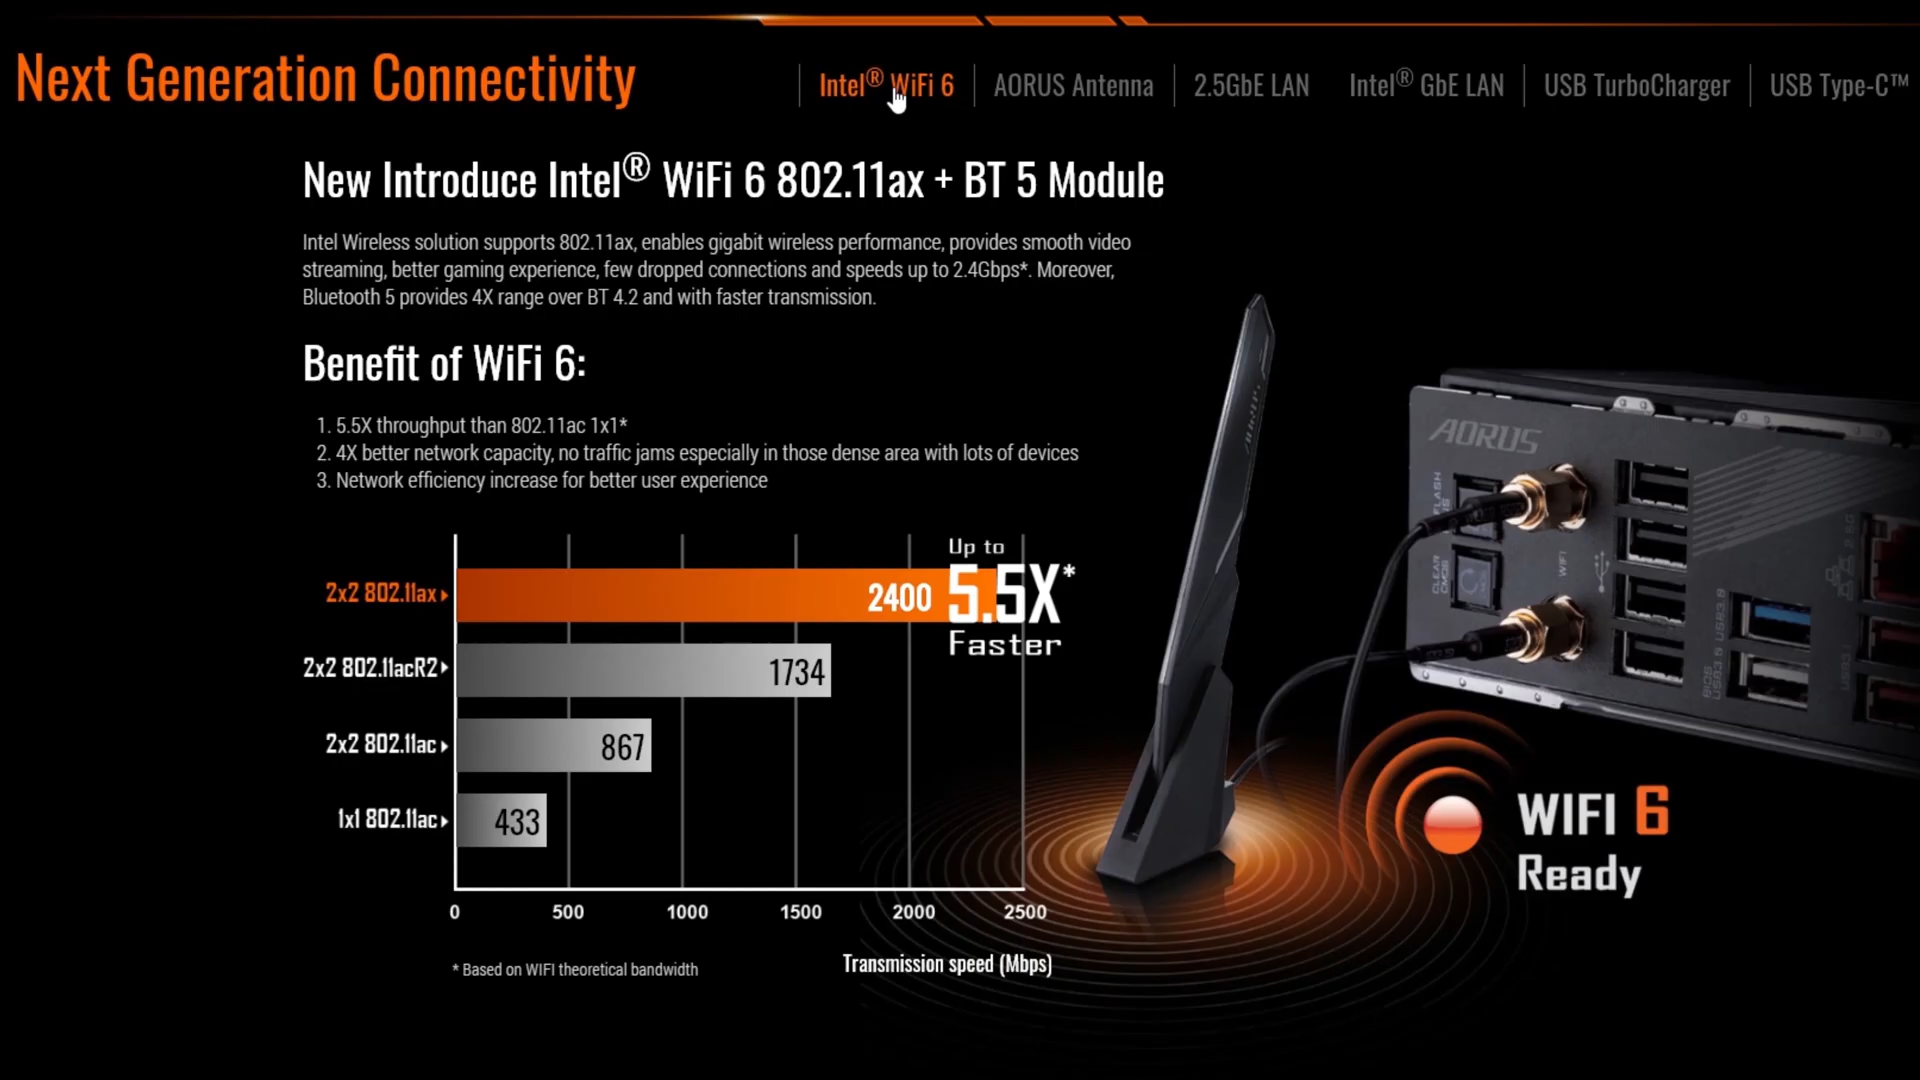 Next Generation Connectivity
Intel® WiFi 6
AORUS Antenna
2.5GbE LAN
Intel® GbE LAN
USB TurboCharger
USB Type-C™
New Introduce Intel® WiFi 6 802.11ax + BT 5 Module
Intel Wireless solution supports 802.11ax, enables gigabit wireless performance, provides smooth video
streaming, better gaming experience, few dropped connections and speeds up to 2.4Gbps*. Moreover,
Bluetooth 5 provides 4X range over BT 4.2 and with faster transmission.
Benefit of WiFi 6:
1. 5.5X throughput than 802.11ac 1x1*
2. 4X better network capacity, no traffic jams especially in those dense area with lots of devices
3. Network efficiency increase for better user experience
Up to
5.5X*
Faster
2x2 802.11ax
2400
2x2 802.11acR2
1734
2x2 802.11ac
867
1x1 802.11ac
433
0 500 1000 1500 2000 2500
* Based on WIFI theoretical bandwidth
Transmission speed (Mbps)
AORUS
CLEAR
CMOS
WIFI
USB3.0
WIFI 6
Ready